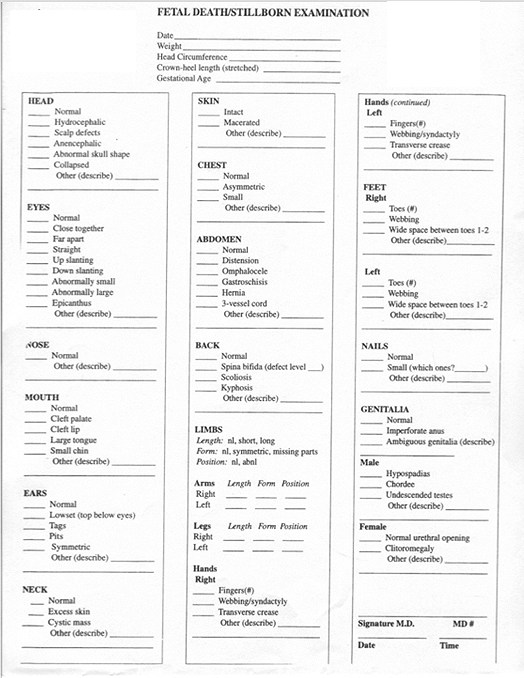 FETAL DEATH/STILLBORN EXAMINATION
Date
Weight
Head Circumference
Crown-heel length (stretched)
Gestational Age
HEAD
Normal
Hydrocephalic
Scalp defects
Anencephalic
Abnormal skull shape
Collapsed
Other (describe)
EYES
Normal
Close together
Far apart
Straight
Up slanting
Down slanting
Abnormally small
Abnormally large
Epicanthus
Other (describe)
NOSE
Normal
Other (describe)
MOUTH
Normal
Cleft palate
Cleft lip
Large tongue
Small chin
Other (describe)
EARS
Normal
Lowset (top below eyes)
Tags
Pits
Symmetric
Other (describe)
NECK
Normal
Excess skin
Cystic mass
Other (describe)
SKIN
Intact
Macerated
Other (describe)
CHEST
Normal
Asymmetric
Small
Other (describe)
ABDOMEN
Normal
Distension
Omphalocele
Gastroschisis
Hernia
3-vessel cord
Other (describe)
BACK
Normal
Spina bifida (defect level ___)
Scoliosis
Kyphosis
Other (describe)
LIMBS
Length: nl, short, long
Form: nl, symmetric, missing parts
Position: nl, abnl
Arms Length Form Position
Right
Left
Legs Length Form Position
Right
Left
Hands
Right
Fingers(#)
Webbing/syndactyly
Transverse crease
Other (describe)
Hands (continued)
Left
Fingers(#)
Webbing/syndactyly
Transverse crease
Other (describe)
FEET
Right
Toes (#)
Webbing
Wide space between toes 1-2
Other (describe)
Left
Toes (#)
Webbing
Wide space between toes 1-2
Other (describe)
NAILS
Normal
Small (which ones?_______)
Other (describe)
GENITALIA
Normal
Imperforate anus
Ambiguous genitalia (describe)
Male
Hypospadias
Chordee
Undescended testes
Other (describe)
Female
Normal urethral opening
Clitoromegaly
Other (describe)
Signature M.D. MD #
Date Time